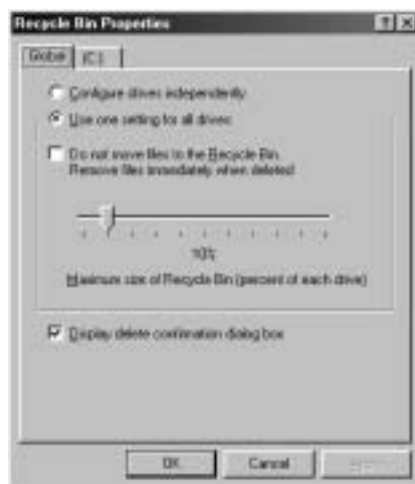 Recycle Bin Properties
Global
(C:)
Configure drives independently
Use one setting for all drives
Do not move files to the Recycle Bin.
Remove files immediately when deleted
10%
Maximum size of Recycle Bin (percent of each drive)
Display delete confirmation dialog box
OK
Cancel